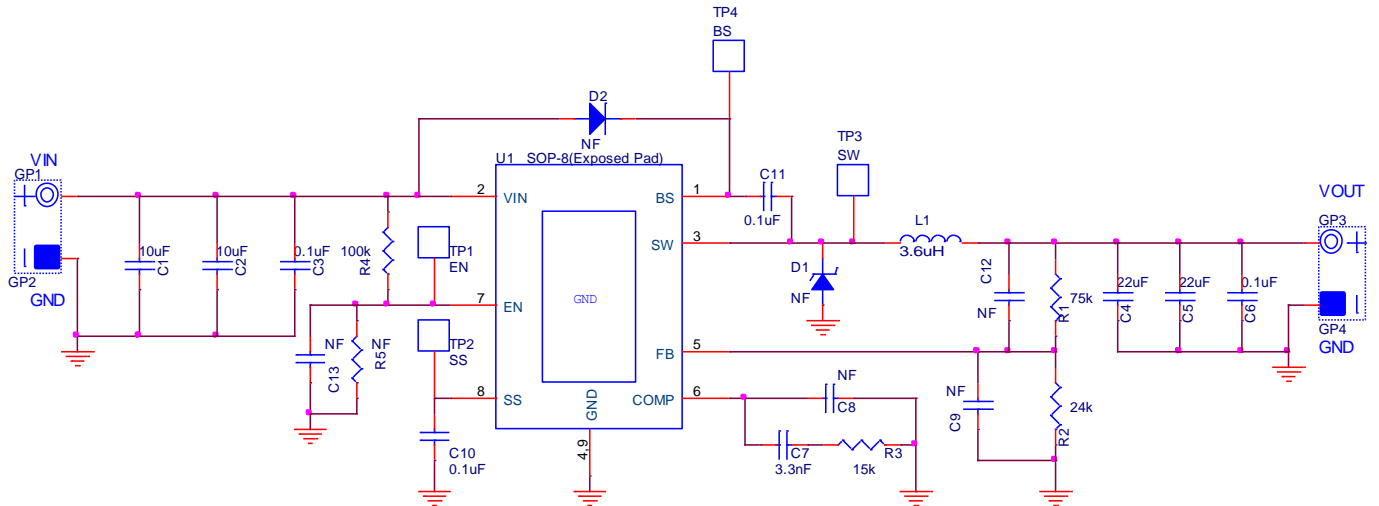 TP4
BS
D2
NF
U1 SOP-8(Exposed Pad)
TP3
SW
VIN
GP1
VOUT
GP3
2
VIN
BS
1
C11
0.1uF
L1
3.6uH
SW
3
10uF
C1
10uF
C2
0.1uF
C3
100k
R4
TP1
EN
GND
D1
NF
C12
NF
75k
R1
22uF
C4
22uF
C5
0.1uF
C6
GP2
GND
GP4
GND
7
EN
TP2
SS
NF
C13
NF
R5
FB
5
8
SS
GND
4,9
COMP
6
NF
C8
C7
3.3nF
R3
15k
NF
C9
24k
R2
C10
0.1uF